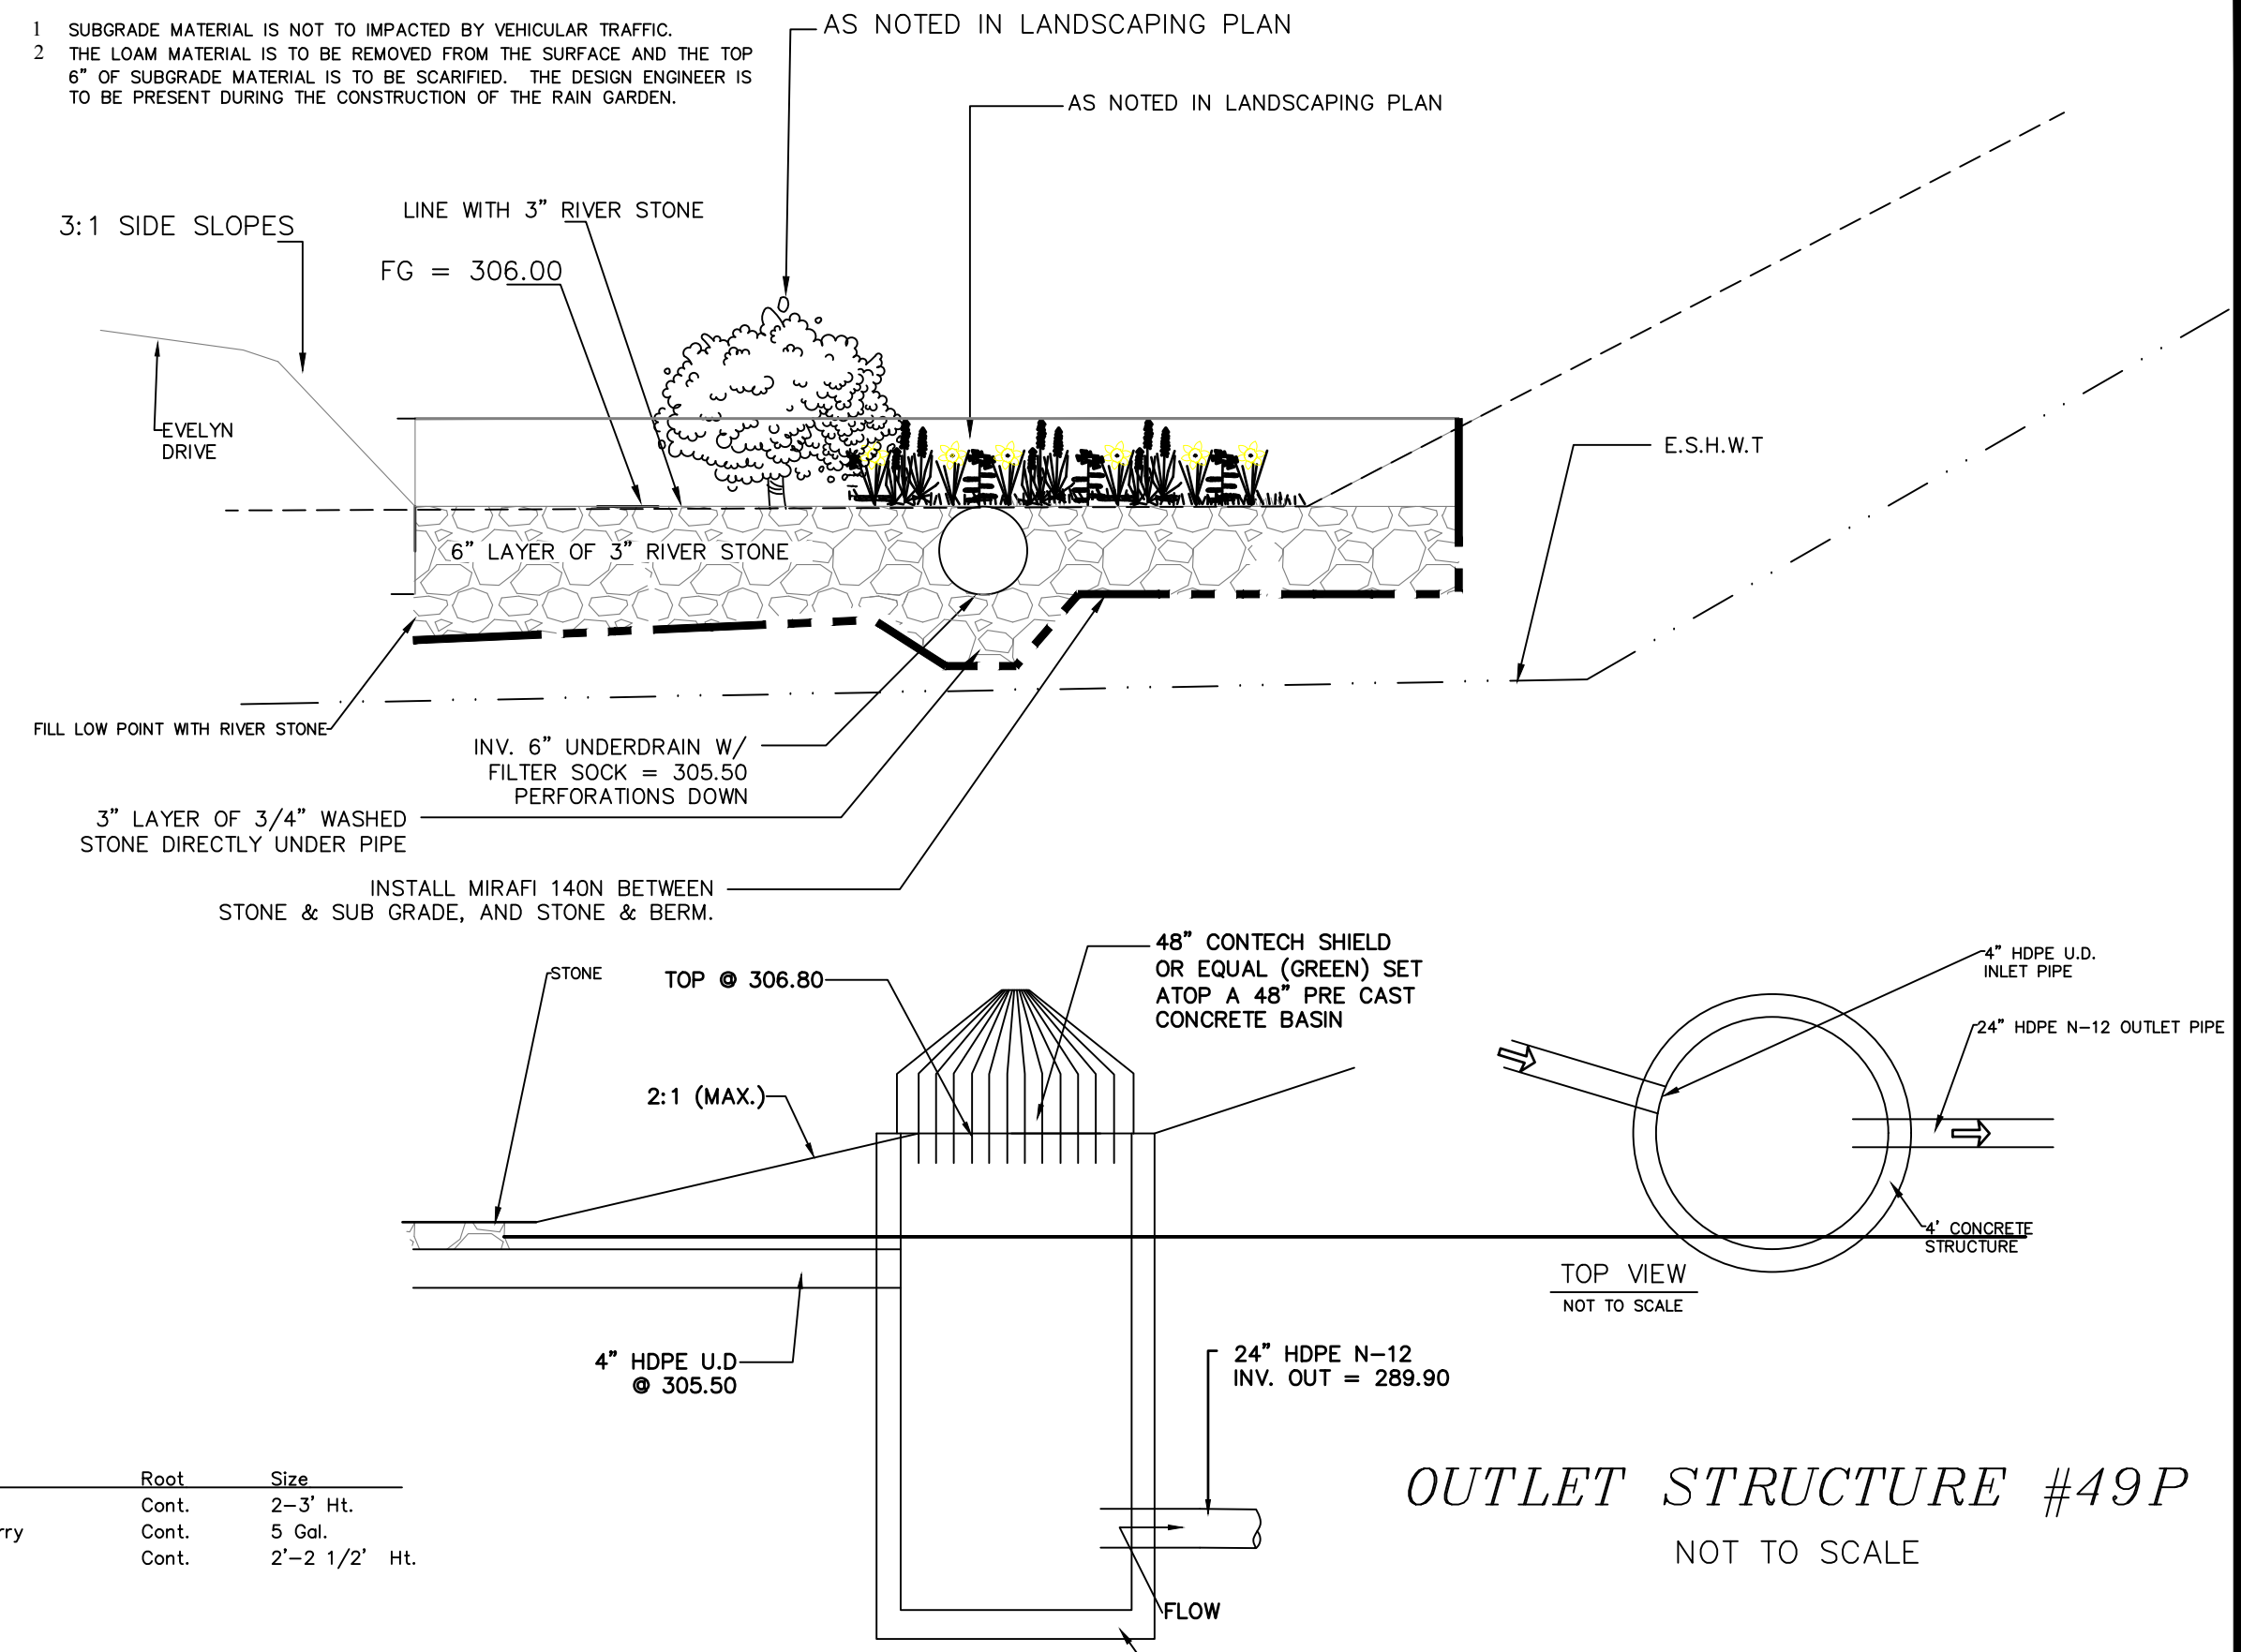 1 SUBGRADE MATERIAL IS NOT TO IMPACTED BY VEHICULAR TRAFFIC.
2 THE LOAM MATERIAL IS TO BE REMOVED FROM THE SURFACE AND THE TOP
6" OF SUBGRADE MATERIAL IS TO BE SCARIFIED. THE DESIGN ENGINEER IS
TO BE PRESENT DURING THE CONSTRUCTION OF THE RAIN GARDEN.
AS NOTED IN LANDSCAPING PLAN
AS NOTED IN LANDSCAPING PLAN
3:1 SIDE SLOPES
LINE WITH 3" RIVER STONE
FG = 306.00
EVELYN
DRIVE
E.S.H.W.T
6" LAYER OF 3" RIVER STONE
FILL LOW POINT WITH RIVER STONE
INV. 6" UNDERDRAIN W/
FILTER SOCK = 305.50
PERFORATIONS DOWN
3" LAYER OF 3/4" WASHED
STONE DIRECTLY UNDER PIPE
INSTALL MIRAFI 140N BETWEEN
STONE & SUB GRADE, AND STONE & BERM.
STONE
TOP @ 306.80
48" CONTECH SHIELD
OR EQUAL (GREEN) SET
ATOP A 48" PRE CAST
CONCRETE BASIN
2:1 (MAX.)
4" HDPE U.D
@ 305.50
24" HDPE N-12
INV. OUT = 289.90
FLOW
4" HDPE U.D.
INLET PIPE
24" HDPE N-12 OUTLET PIPE
4' CONCRETE
STRUCTURE
TOP VIEW
NOT TO SCALE
OUTLET STRUCTURE #49P
NOT TO SCALE
Root Size
Cont. 2-3' Ht.
rry Cont. 5 Gal.
Cont. 2'-2 1/2' Ht.